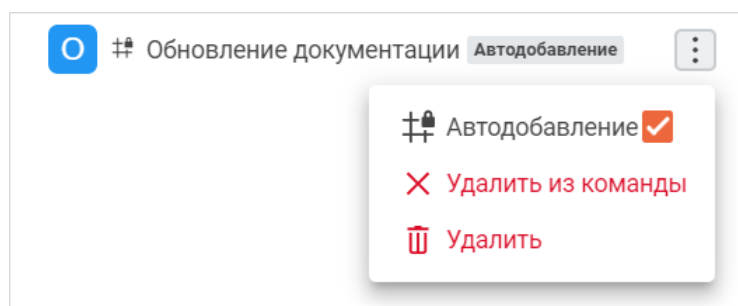 О Обновление документации Автодобавление
Автодобавление
Удалить из команды
Удалить